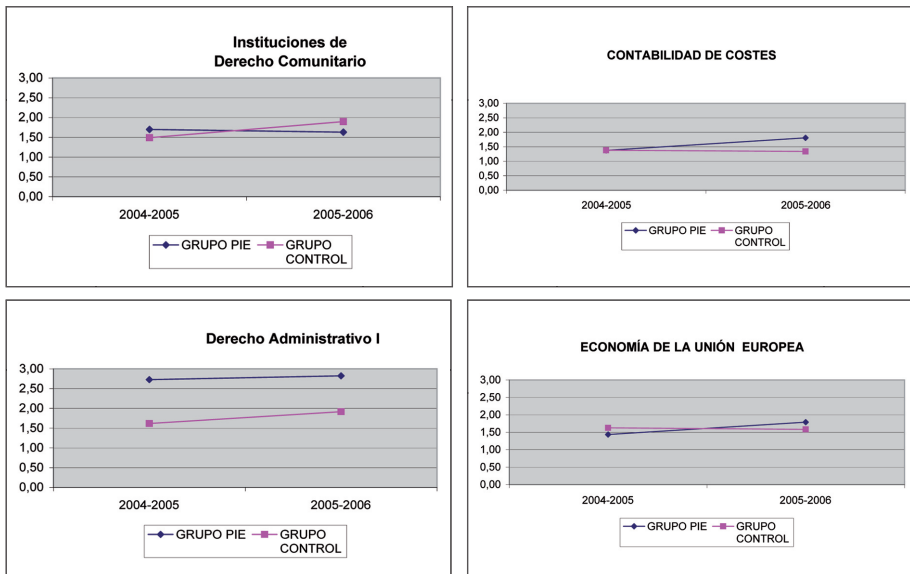 Instituciones de
Derecho Comunitario
3,00
2,50
2,00
1,50
1,00
0,50
0,00
2004-2005 2005-2006
GRUPO PIE GRUPO
CONTROL
CONTABILIDAD DE COSTES
3,00
2,50
2,00
1,50
1,00
0,50
0,00
2004-2005 2005-2006
GRUPO PIE GRUPO
CONTROL
Derecho Administrativo I
3,00
2,50
2,00
1,50
1,00
0,50
0,00
2004-2005 2005-2006
GRUPO PIE GRUPO
CONTROL
ECONOMÍA DE LA UNIÓN EUROPEA
3,00
2,50
2,00
1,50
1,00
0,50
0,00
2004-2005 2005-2006
GRUPO PIE GRUPO
CONTROL